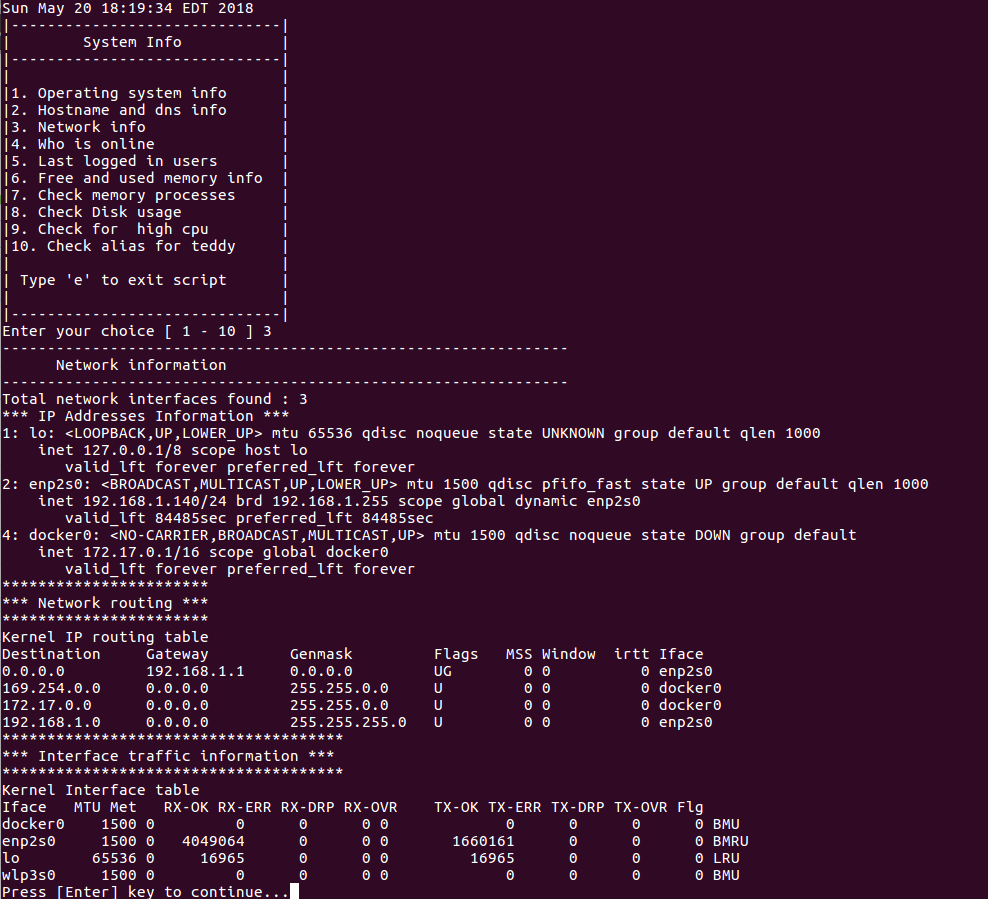 Sun May 20 18:19:34 EDT 2018
|------------------------------|
|        System Info           |
|------------------------------|
|                              |
|1. Operating system info      |
|2. Hostname and dns info      |
|3. Network info               |
|4. Who is online              |
|5. Last logged in users       |
|6. Free and used memory info  |
|7. Check memory processes     |
|8. Check Disk usage           |
|9. Check for  high cpu        |
|10. Check alias for teddy     |
|                              |
| Type 'e' to exit script      |
|                              |
|------------------------------|
Enter your choice [ 1 - 10 ] 3
---------------------------------------------------------------
      Network information
---------------------------------------------------------------
Total network interfaces found : 3
*** IP Addresses Information ***
1: lo: <LOOPBACK,UP,LOWER_UP> mtu 65536 qdisc noqueue state UNKNOWN group default qlen 1000
    inet 127.0.0.1/8 scope host lo
       valid_lft forever preferred_lft forever
2: enp2s0: <BROADCAST,MULTICAST,UP,LOWER_UP> mtu 1500 qdisc pfifo_fast state UP group default qlen 1000
    inet 192.168.1.140/24 brd 192.168.1.255 scope global dynamic enp2s0
       valid_lft 84485sec preferred_lft 84485sec
4: docker0: <NO-CARRIER,BROADCAST,MULTICAST,UP> mtu 1500 qdisc noqueue state DOWN group default
    inet 172.17.0.1/16 scope global docker0
       valid_lft forever preferred_lft forever
***********************
*** Network routing ***
***********************
Kernel IP routing table
Destination     Gateway         Genmask         Flags   MSS Window  irtt Iface
0.0.0.0         192.168.1.1     0.0.0.0         UG        0 0          0 enp2s0
169.254.0.0     0.0.0.0         255.255.0.0     U         0 0          0 docker0
172.17.0.0      0.0.0.0         255.255.0.0     U         0 0          0 docker0
192.168.1.0     0.0.0.0         255.255.255.0   U         0 0          0 enp2s0
**************************************
*** Interface traffic information ***
**************************************
Kernel Interface table
Iface   MTU Met   RX-OK RX-ERR RX-DRP RX-OVR    TX-OK TX-ERR TX-DRP TX-OVR Flg
docker0    1500 0         0      0      0 0             0      0      0      0 BMU
enp2s0     1500 0   4049064      0      0 0       1660161      0      0      0 BMRU
lo        65536 0     16965      0      0 0         16965      0      0      0 LRU
wlp3s0     1500 0         0      0      0 0             0      0      0      0 BMU
Press [Enter] key to continue...